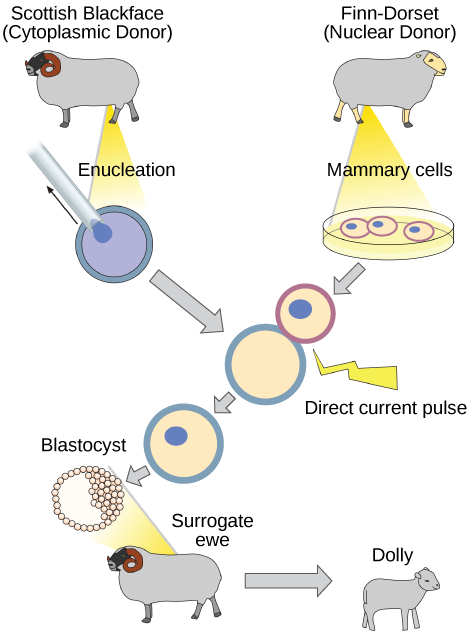 Scottish Blackface
(Cytoplasmic Donor)
Finn-Dorset
(Nuclear Donor)
Enucleation
Mammary cells
Direct current pulse
Blastocyst
Surrogate
ewe
Dolly